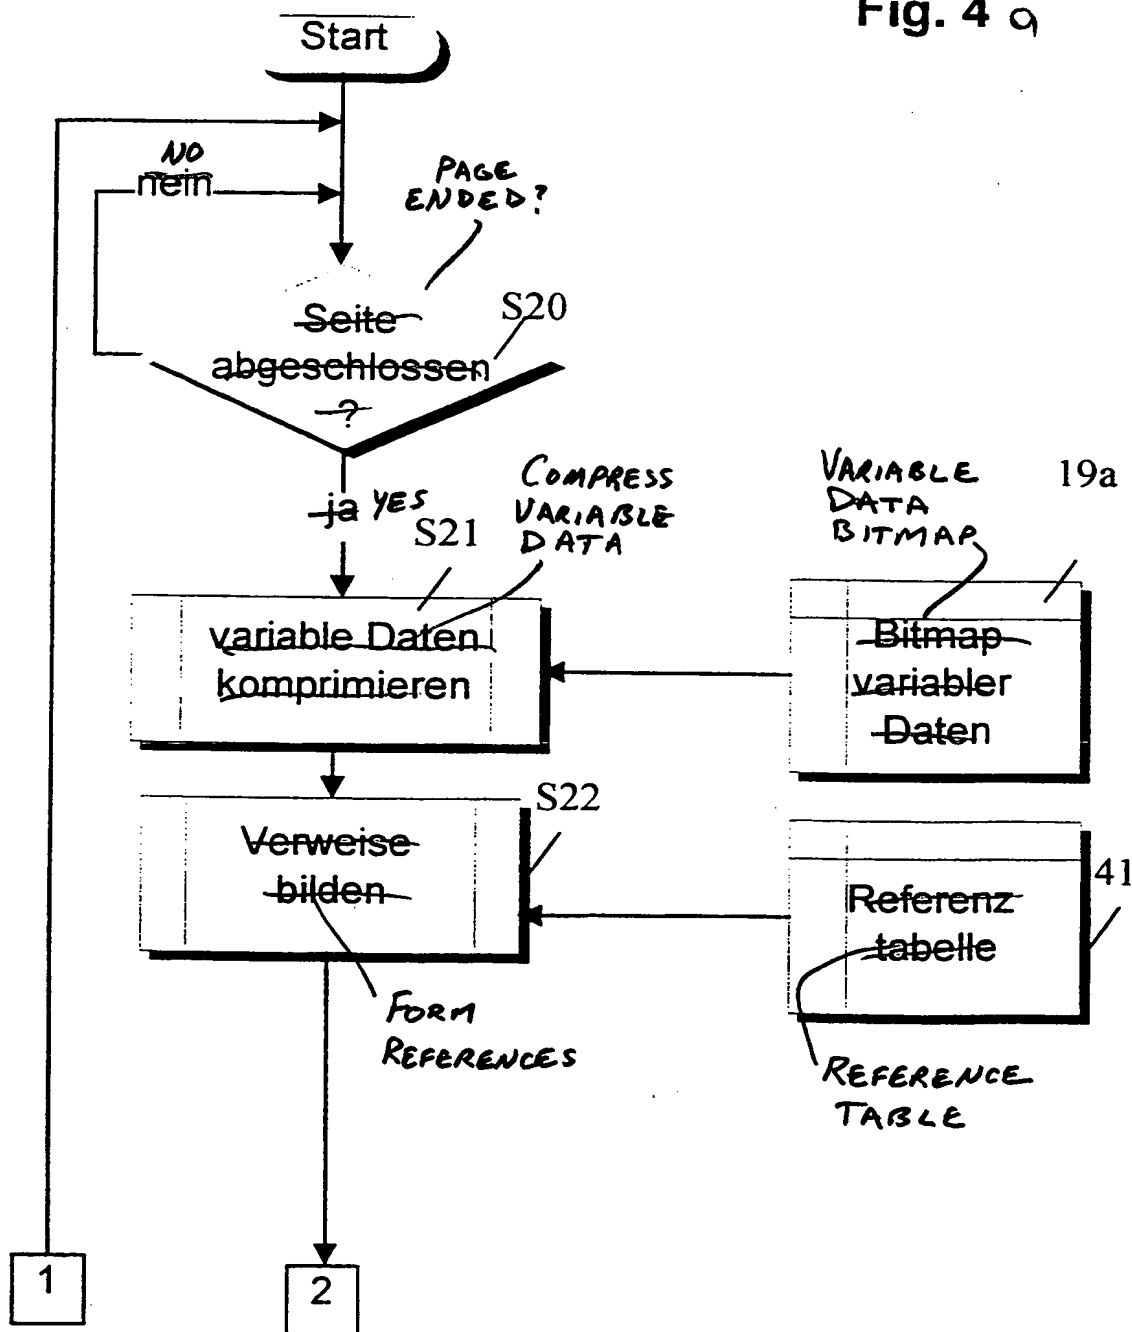 Fig. 4 a
Start
NO
nein
PAGE
ENDED?
Seite
abgeschlossen
?
S20
ja YES
S21
COMPRESS
VARIABLE
DATA
VARIABLE
DATA
BITMAP
19a
variable Daten
komprimieren
Bitmap
variabler
Daten
S22
Verweise
bilden
41
Referenz
tabelle
FORM
REFERENCES
REFERENCE
TABLE
1
2